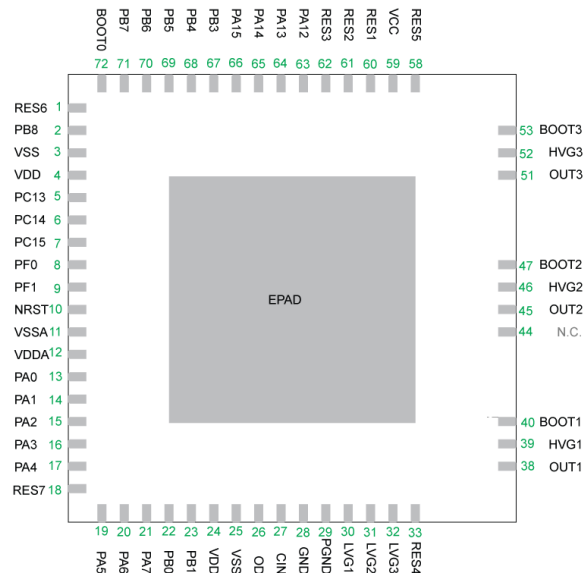 BOOT0 PB7 PB6 PB5 PB4 PB3 PA15 PA14 PA13 PA12 RES3 RES2 RES1 VCC RES5
72 71 70 69 68 67 66 65 64 63 62 61 60 59 58
RES6 1
PB8 2
VSS 3
VDD 4
PC13 5
PC14 6
PC15 7
PF0 8
PF1 9
NRST 10
VSSA 11
VDDA 12
PA0 13
PA1 14
PA2 15
PA3 16
PA4 17
RES7 18
EPAD
53 BOOT3
52 HVG3
51 OUT3
47 BOOT2
46 HVG2
45 OUT2
44 N.C.
40 BOOT1
39 HVG1
38 OUT1
19 20 21 22 23 24 25 26 27 28 29 30 31 32 33
PA5 PA6 PA7 PB0 PB1 VDD VSS OD CIN GND PGND LVG1 LVG2 LVG3 RES4